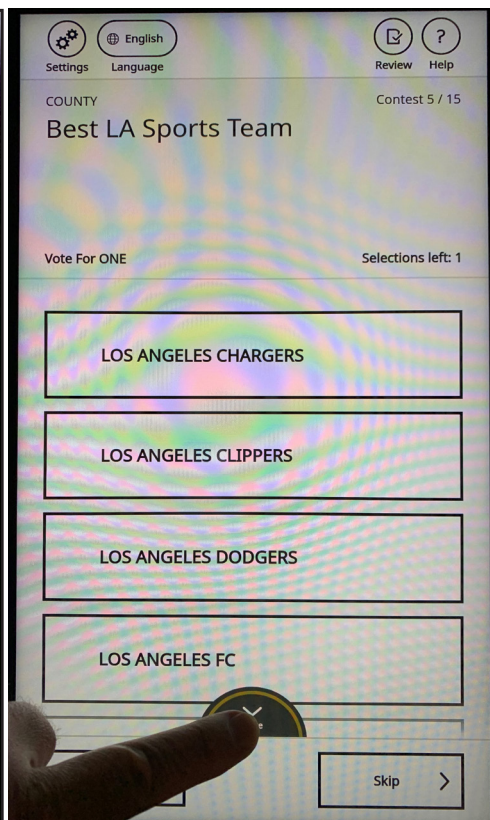 English
Settings
Language
Review
Help
COUNTY
Contest 5 / 15
Best LA Sports Team
Vote For ONE
Selections left: 1
LOS ANGELES CHARGERS
LOS ANGELES CLIPPERS
LOS ANGELES DODGERS
LOS ANGELES FC
Skip